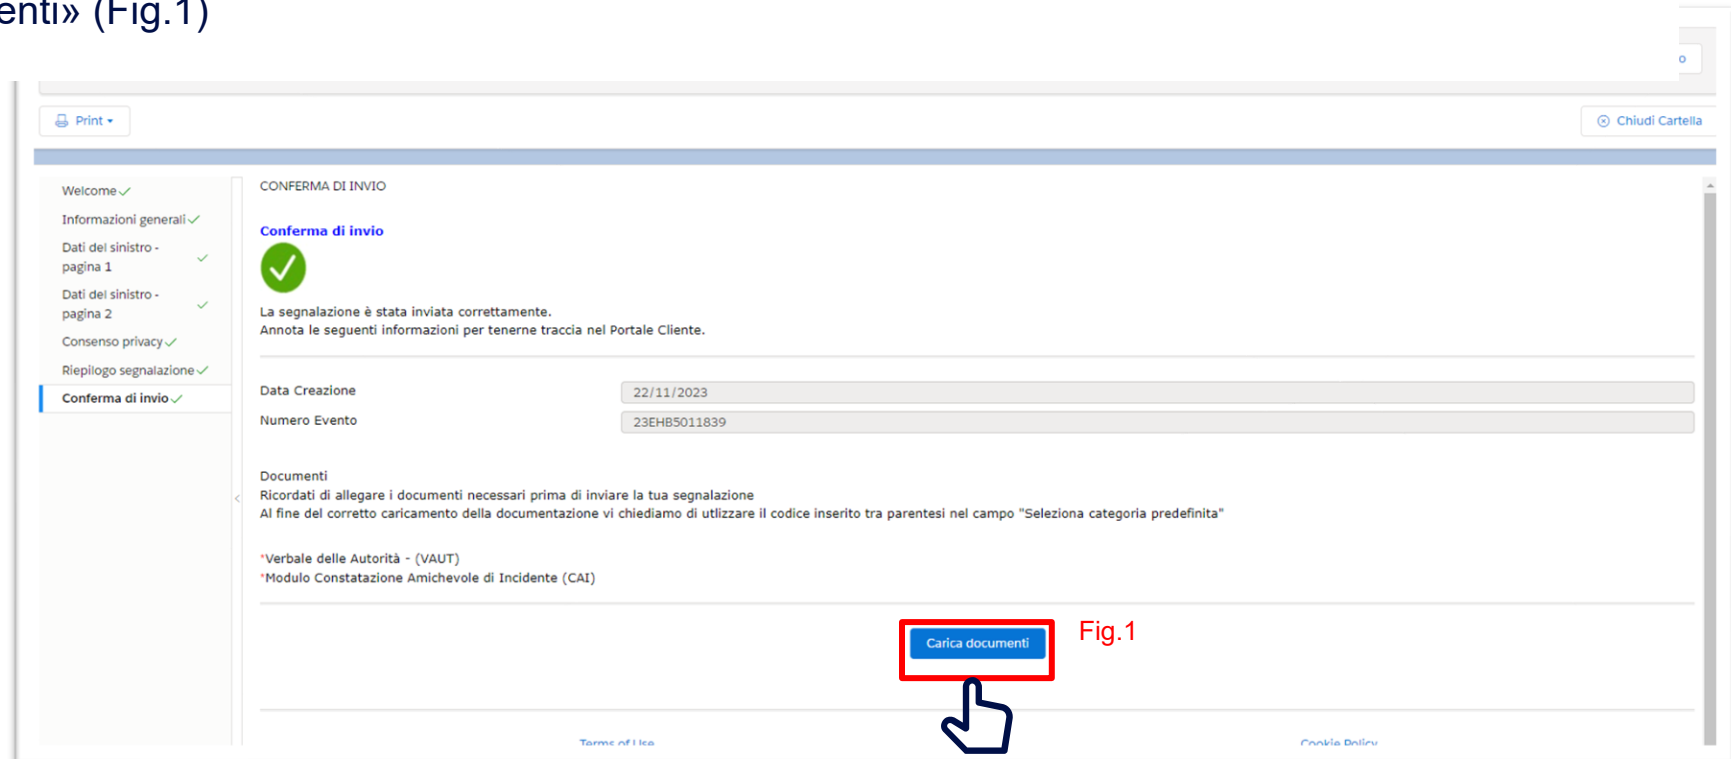 enti» (Fig.1)
o
Print
Chiudi Cartella
Welcome
Informazioni generali
Dati del sinistro -
pagina 1
Dati del sinistro -
pagina 2
Consenso privacy
Riepilogo segnalazione
Conferma di invio
CONFERMA DI INVIO
Conferma di invio
La segnalazione è stata inviata correttamente.
Annota le seguenti informazioni per tenerne traccia nel Portale Cliente.
Data Creazione 22/11/2023
Numero Evento 23EHB5011839
Documenti
Ricordati di allegare i documenti necessari prima di inviare la tua segnalazione
Al fine del corretto caricamento della documentazione vi chiediamo di utlizzare il codice inserito tra parentesi nel campo "Seleziona categoria predefinita"
*Verbale delle Autorità - (VAUT)
*Modulo Constatazione Amichevole di Incidente (CAI)
Carica documenti
Fig.1
Terms of Use
Cookie Policy